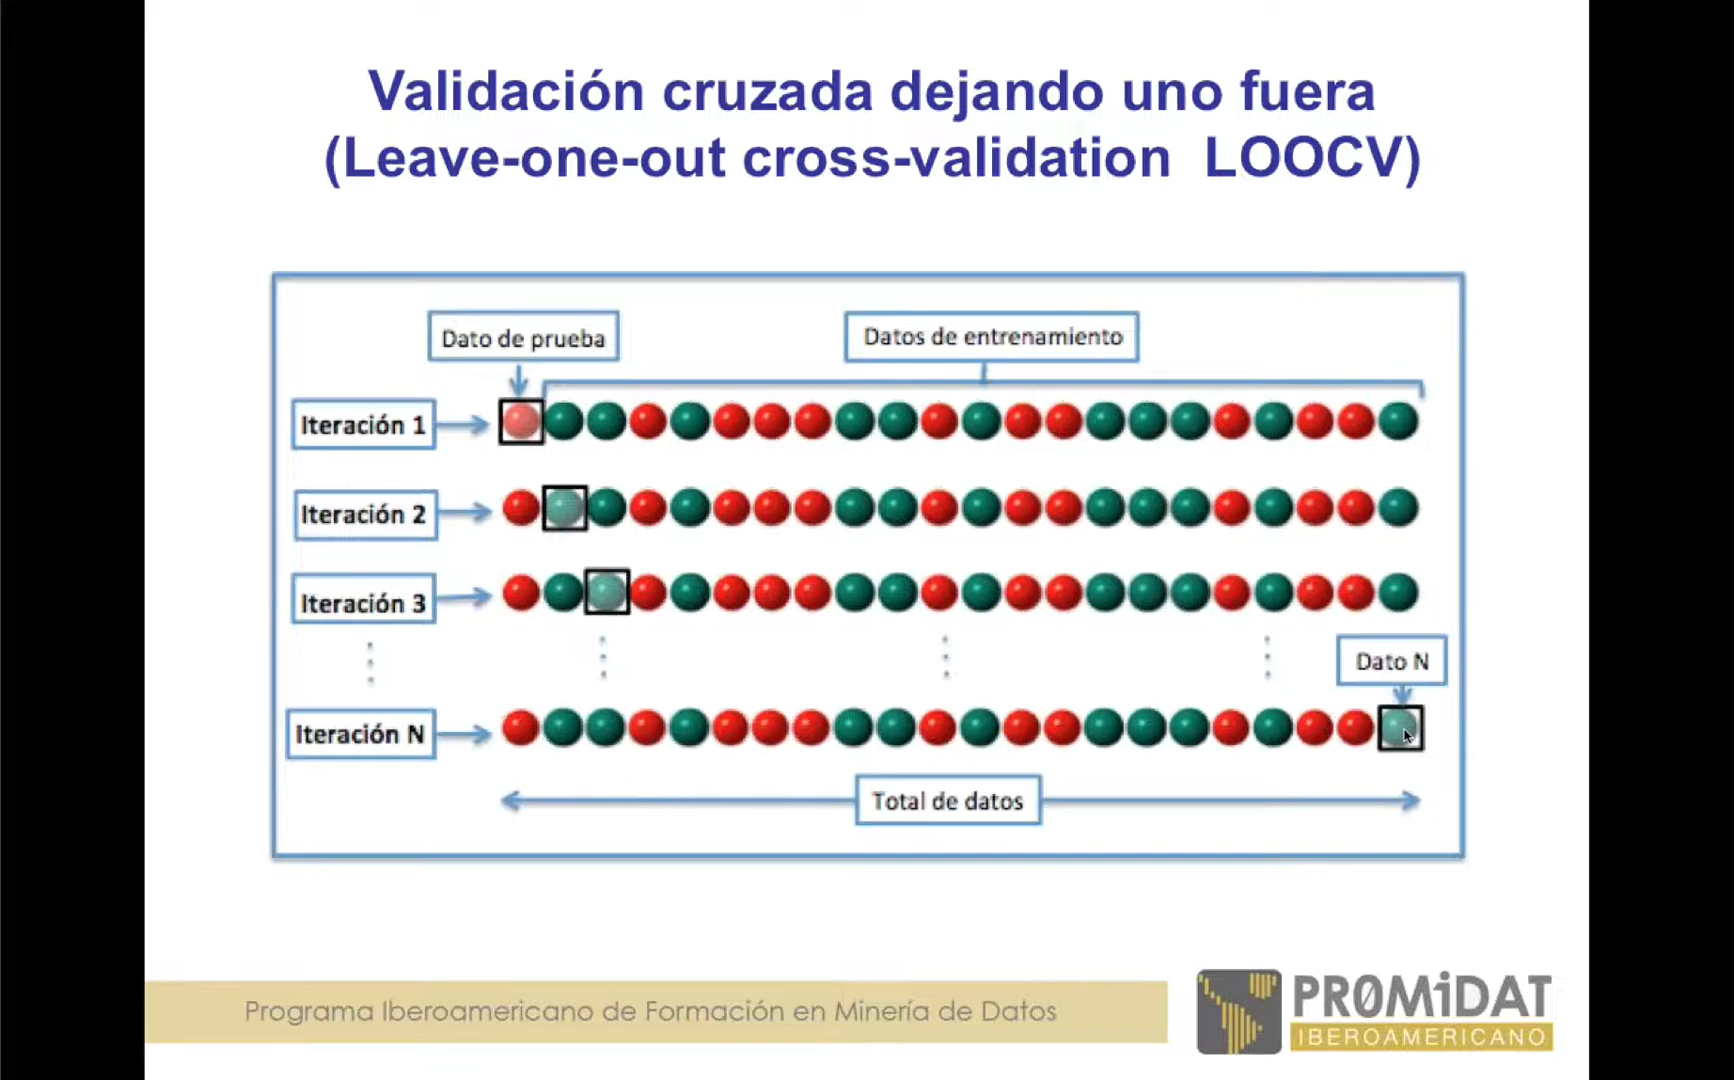 Validación cruzada dejando uno fuera
(Leave-one-out cross-validation LOOCV)
Dato de prueba
Datos de entrenamiento
Iteración 1
Iteración 2
Iteración 3
Dato N
Iteración N
Total de datos
Programa Iberoamericano de Formación en Minería de Datos
PR0MiDAT
IBEROAMERICANO